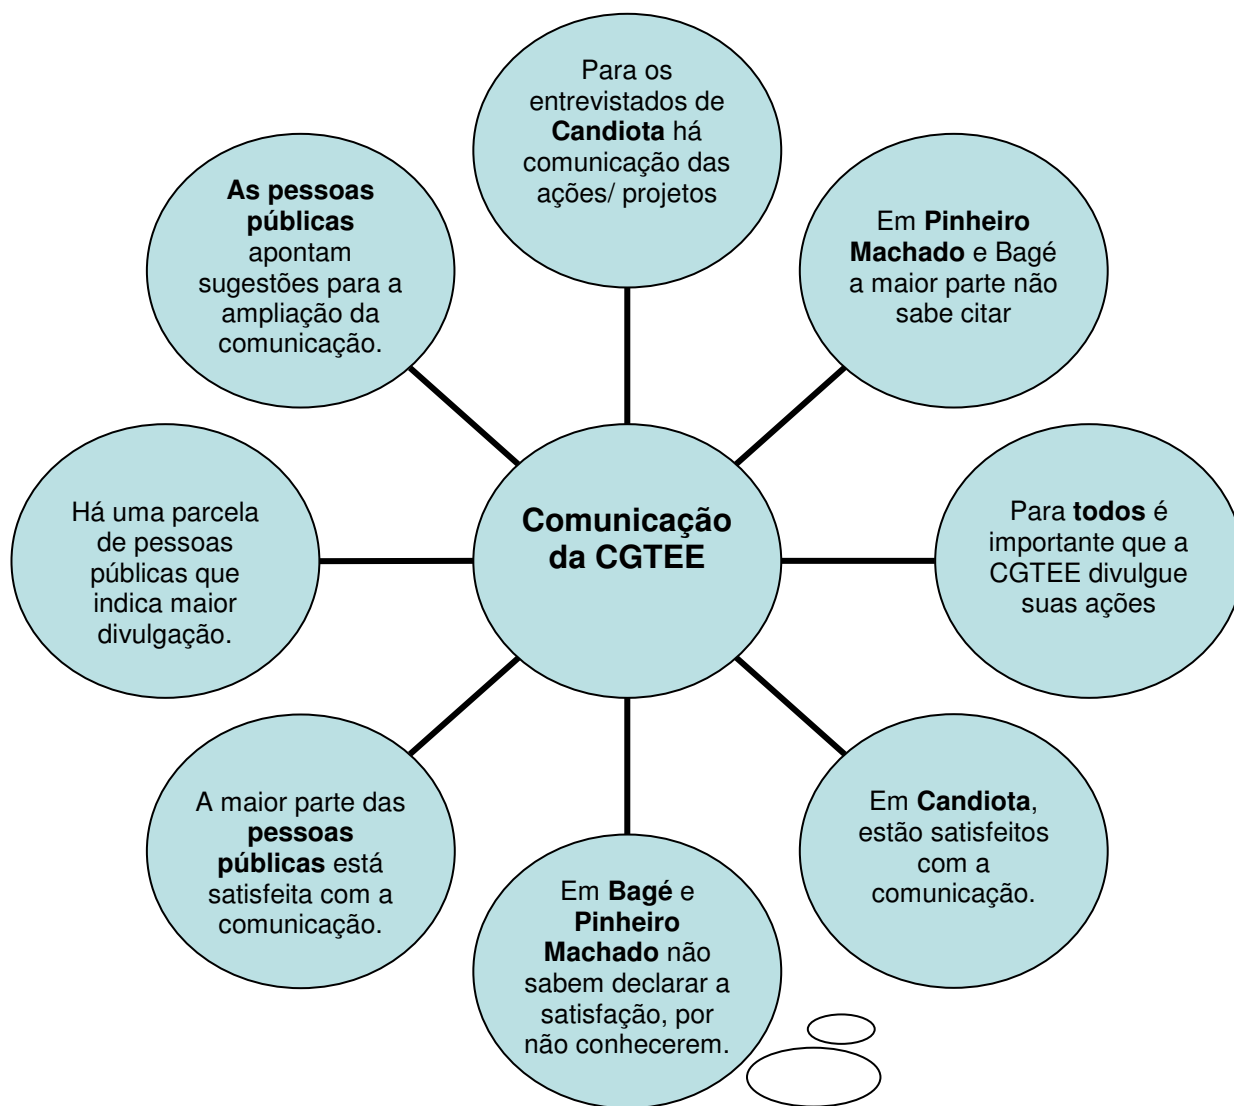 Para os
entrevistados de
Candiota há
comunicação das
ações/ projetos
As pessoas
públicas
apontam
sugestões para a
ampliação da
comunicação.
Em Pinheiro
Machado e Bagé
a maior parte não
sabe citar
Há uma parcela
de pessoas
públicas que
indica maior
divulgação.
Comunicação
da CGTEE
Para todos é
importante que a
CGTEE divulgue
suas ações
A maior parte das
pessoas
públicas está
satisfeita com a
comunicação.
Em Bagé e
Pinheiro
Machado não
sabem declarar a
satisfação, por
não conhecerem.
Em Candiota,
estão satisfeitos
com a
comunicação.